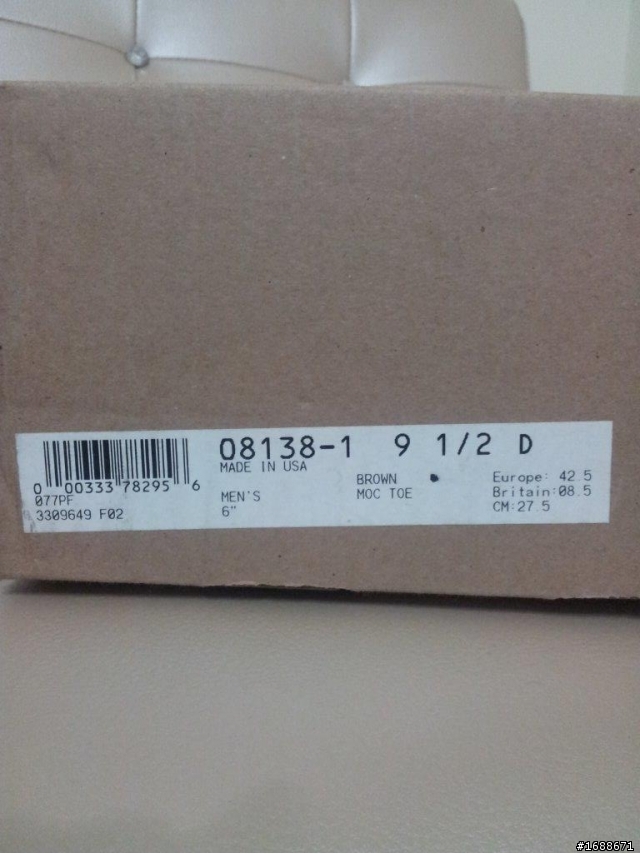 08138-1 9 1/2 D
MADE IN USA
0 00333 78295 6
077PF
3309649 F02
MEN'S
6"
BROWN
MOC TOE
Europe: 42.5
Britain:08.5
CM:27.5
#1688671